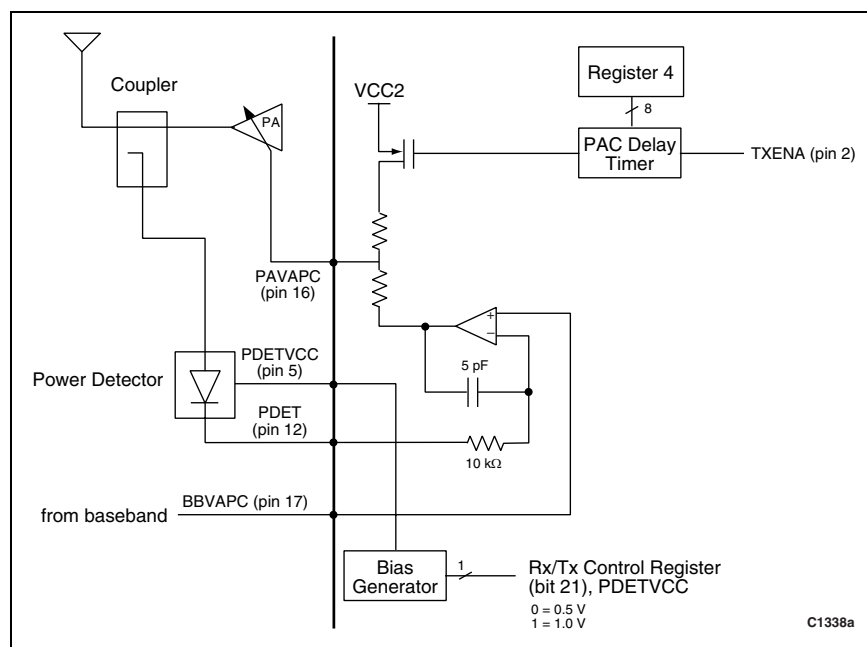 Coupler
PA
VCC2
Register 4
8
PAC Delay
Timer
TXENA (pin 2)
PAVAPC
(pin 16)
+
–
5 pF
Power Detector
PDETVCC
(pin 5)
PDET
(pin 12)
10 kΩ
from baseband
BBVAPC (pin 17)
Bias
Generator
1
Rx/Tx Control Register
(bit 21), PDETVCC
0 = 0.5 V
1 = 1.0 V
C1338a